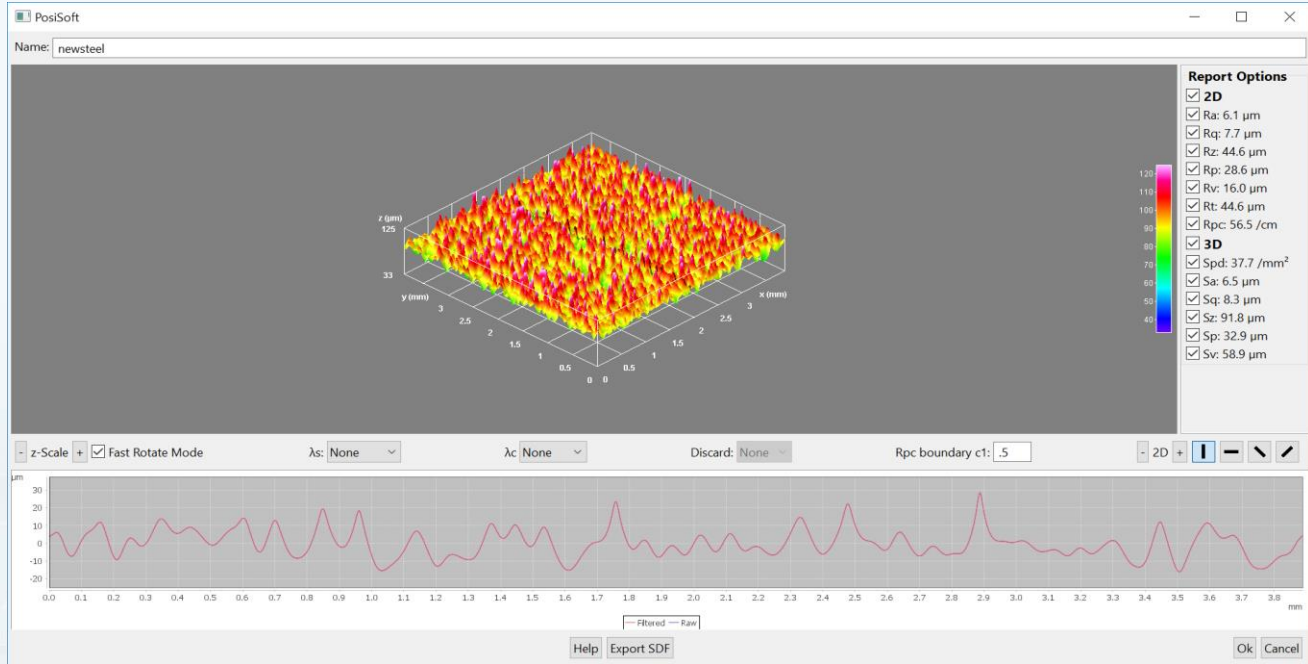 PosiSoft
Name: newsteel
Report Options
2D
Ra: 6.1 µm
Rq: 7.7 µm
Rz: 44.6 µm
Rp: 28.6 µm
Rv: 16.0 µm
Rt: 44.6 µm
Rpc: 56.5 /cm
3D
Spd: 37.7 /mm²
Sa: 6.5 µm
Sq: 8.3 µm
Sz: 91.8 µm
Sp: 32.9 µm
Sv: 58.9 µm
z (µm)
125
33
y (mm)
3
2.5
2
1.5
1
0.5
0
0
0.5
1
1.5
2
2.5
3
x (mm)
120
110
100
90
80
70
60
50
40
- z-Scale + Fast Rotate Mode λs: None λc None Discard: None Rpc boundary c1: .5 - 2D +
µm
30
20
10
0
-10
-20
0.0 0.1 0.2 0.3 0.4 0.5 0.6 0.7 0.8 0.9 1.0 1.1 1.2 1.3 1.4 1.5 1.6 1.7 1.8 1.9 2.0 2.1 2.2 2.3 2.4 2.5 2.6 2.7 2.8 2.9 3.0 3.1 3.2 3.3 3.4 3.5 3.6 3.7 3.8
mm
Filtered Raw
Help Export SDF Ok Cancel